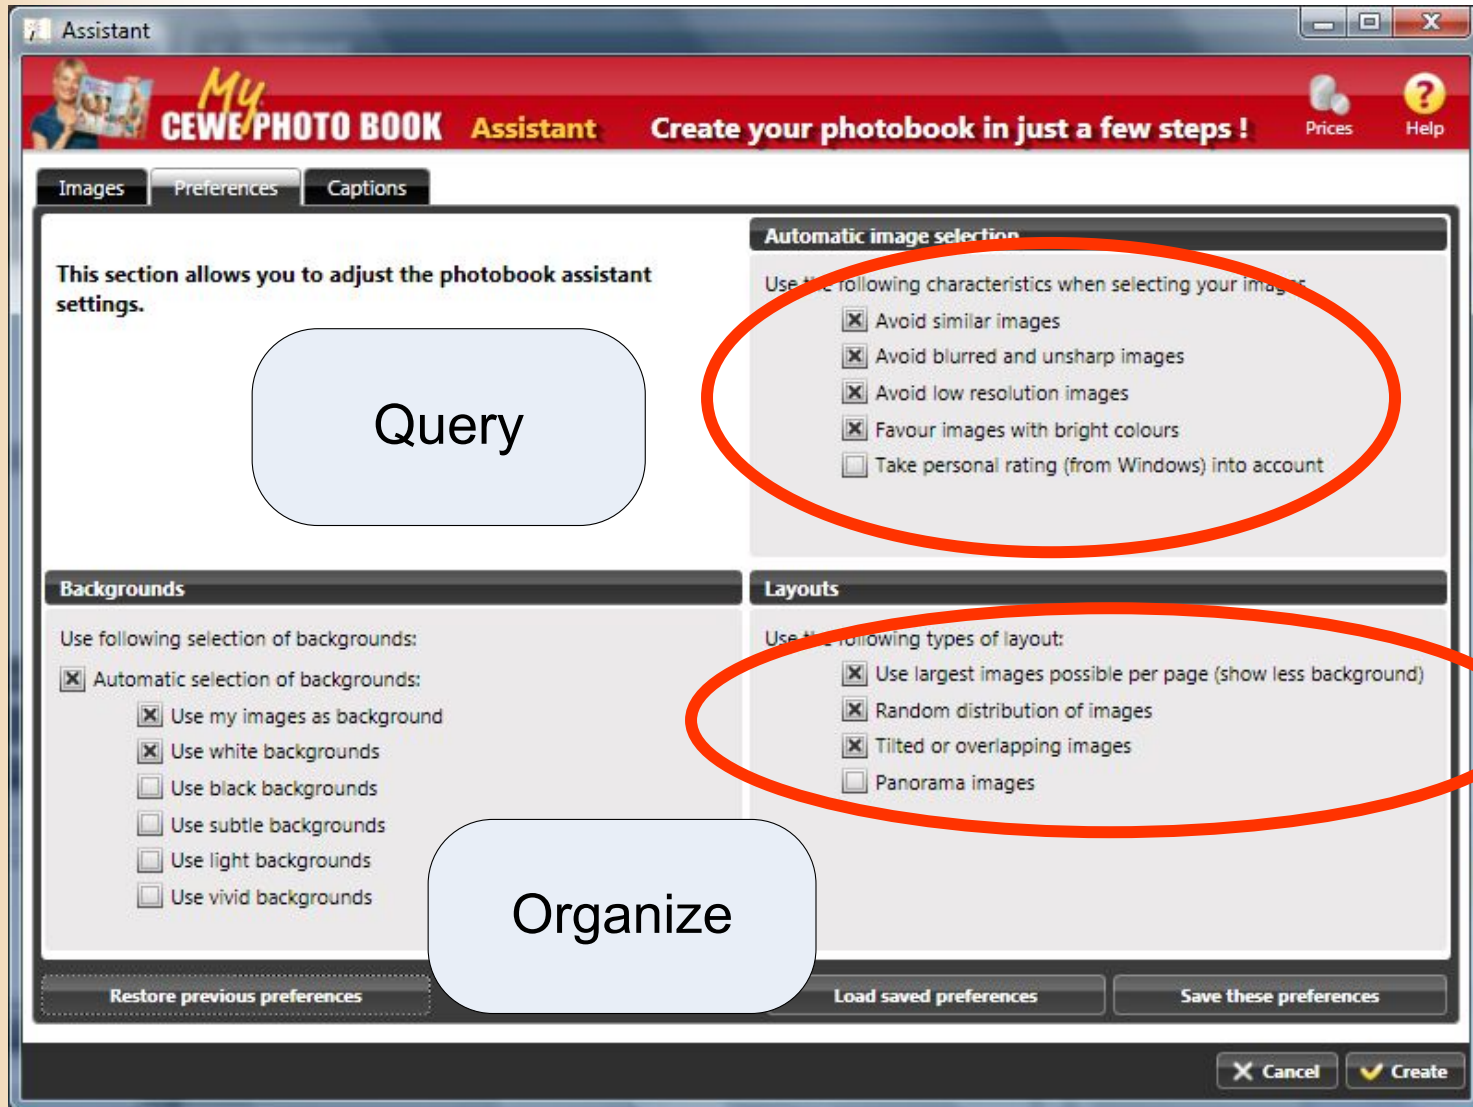 Assistant
My
CEWE PHOTO BOOK Assistant Create your photobook in just a few steps !
Prices
Help
Images Preferences Captions
This section allows you to adjust the photobook assistant
settings.
Query
Automatic image selection
Use the following characteristics when selecting your images
Avoid similar images
Avoid blurred and unsharp images
Avoid low resolution images
Favour images with bright colours
Take personal rating (from Windows) into account
Backgrounds
Use following selection of backgrounds:
Automatic selection of backgrounds:
Use my images as background
Use white backgrounds
Use black backgrounds
Use subtle backgrounds
Use light backgrounds
Use vivid backgrounds
Layouts
Use the following types of layout:
Use largest images possible per page (show less background)
Random distribution of images
Tilted or overlapping images
Panorama images
Organize
Restore previous preferences
Load saved preferences
Save these preferences
Cancel
Create